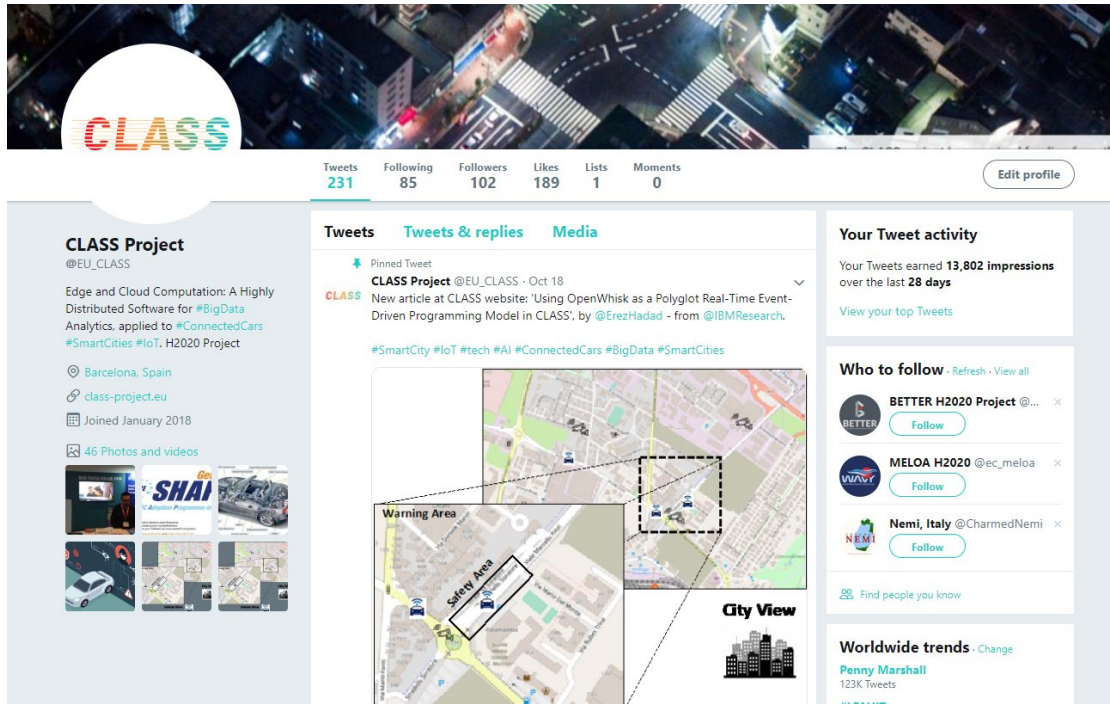 CLASS
Tweets Following Followers Likes Lists Moments
231 85 102 189 1 0
Edit profile
CLASS Project
@EU_CLASS
Edge and Cloud Computation: A Highly
Distributed Software for #BigData
Analytics, applied to #ConnectedCars
#SmartCities #IoT. H2020 Project
Barcelona, Spain
class-project.eu
Joined January 2018
46 Photos and videos
SHAP
Tweets Tweets & replies Media
Pinned Tweet
CLASS
CLASS Project @EU_CLASS · Oct 18
New article at CLASS website: 'Using OpenWhisk as a Polyglot Real-Time Event-
Driven Programming Model in CLASS', by @ErezHadad - from @IBMResearch.
#SmartCity #IoT #tech #AI #ConnectedCars #BigData #SmartCities
Warning Area
Safety Area
City View
Your Tweet activity
Your Tweets earned 13,802 impressions
over the last 28 days
View your top Tweets
Who to follow · Refresh · View all
BETTER
BETTER H2020 Project @... ×
Follow
WAVY
MELOA H2020 @ec_meloa ×
Follow
NEMI
Nemi, Italy @CharmedNemi ×
Follow
Find people you know
Worldwide trends · Change
Penny Marshall
123K Tweets